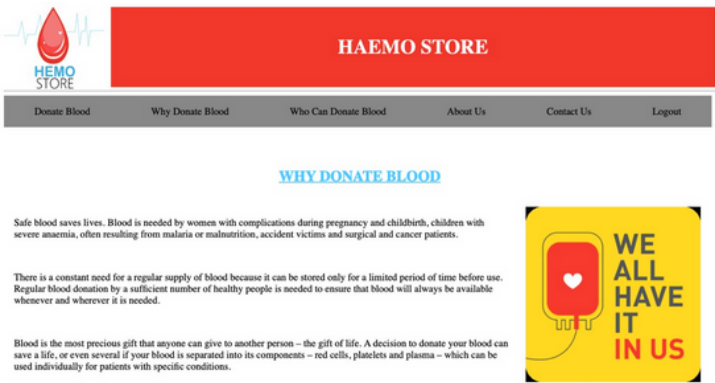 HEMO
STORE
HAEMO STORE
Donate Blood Why Donate Blood Who Can Donate Blood About Us Contact Us Logout
WHY DONATE BLOOD
Safe blood saves lives. Blood is needed by women with complications during pregnancy and childbirth, children with
severe anaemia, often resulting from malaria or malnutrition, accident victims and surgical and cancer patients.
There is a constant need for a regular supply of blood because it can be stored only for a limited period of time before use.
Regular blood donation by a sufficient number of healthy people is needed to ensure that blood will always be available
whenever and wherever it is needed.
Blood is the most precious gift that anyone can give to another person – the gift of life. A decision to donate your blood can
save a life, or even several if your blood is separated into its components – red cells, platelets and plasma – which can be
used individually for patients with specific conditions.
WE
ALL
HAVE
IT
IN US